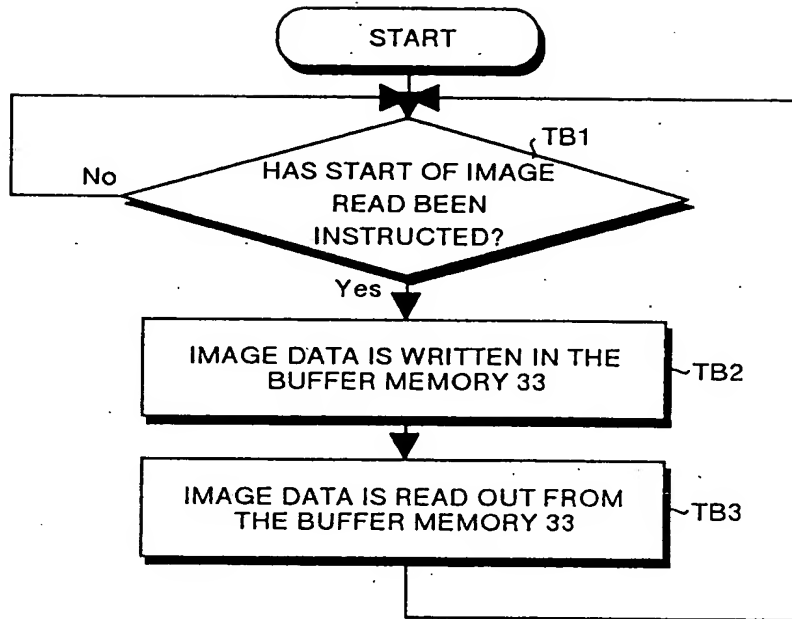 START
TB1
HAS START OF IMAGE
READ BEEN
INSTRUCTED?
No
Yes
IMAGE DATA IS WRITTEN IN THE
BUFFER MEMORY 33
TB2
IMAGE DATA IS READ OUT FROM
THE BUFFER MEMORY 33
TB3